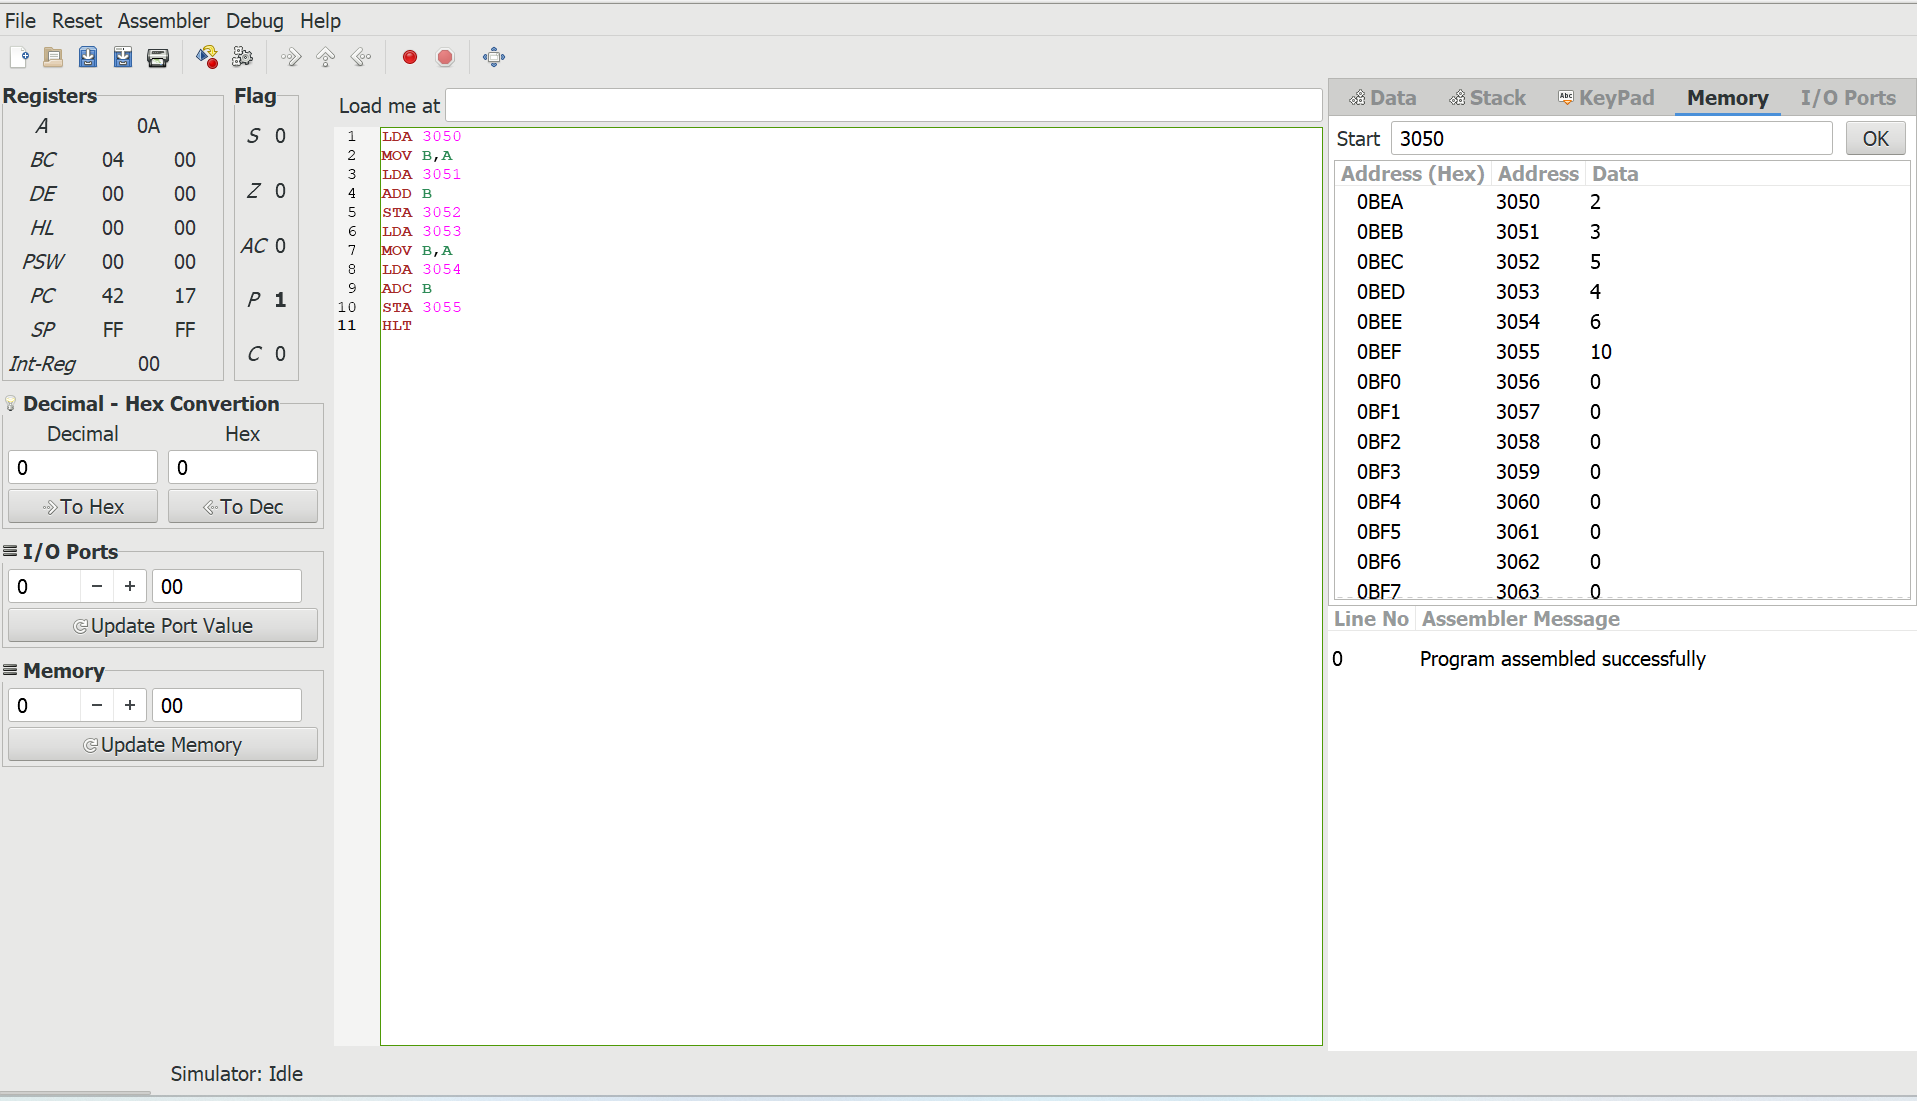 File Reset Assembler Debug Help
Registers
A 0A
BC 04 00
DE 00 00
HL 00 00
PSW 00 00
PC 42 17
SP FF FF
Int-Reg 00
Flag
S 0
Z 0
AC 0
P 1
C 0
Decimal - Hex Convertion
Decimal Hex
0 0
To Hex To Dec
I/O Ports
0 − + 00
Update Port Value
Memory
0 − + 00
Update Memory
Load me at
1 LDA 3050
2 MOV B,A
3 LDA 3051
4 ADD B
5 STA 3052
6 LDA 3053
7 MOV B,A
8 LDA 3054
9 ADC B
10 STA 3055
11 HLT
Data Stack Abc KeyPad Memory I/O Ports
Start 3050 OK
Address (Hex) Address Data
0BEA 3050 2
0BEB 3051 3
0BEC 3052 5
0BED 3053 4
0BEE 3054 6
0BEF 3055 10
0BF0 3056 0
0BF1 3057 0
0BF2 3058 0
0BF3 3059 0
0BF4 3060 0
0BF5 3061 0
0BF6 3062 0
0BF7 3063 0
Line No Assembler Message
0 Program assembled successfully
Simulator: Idle